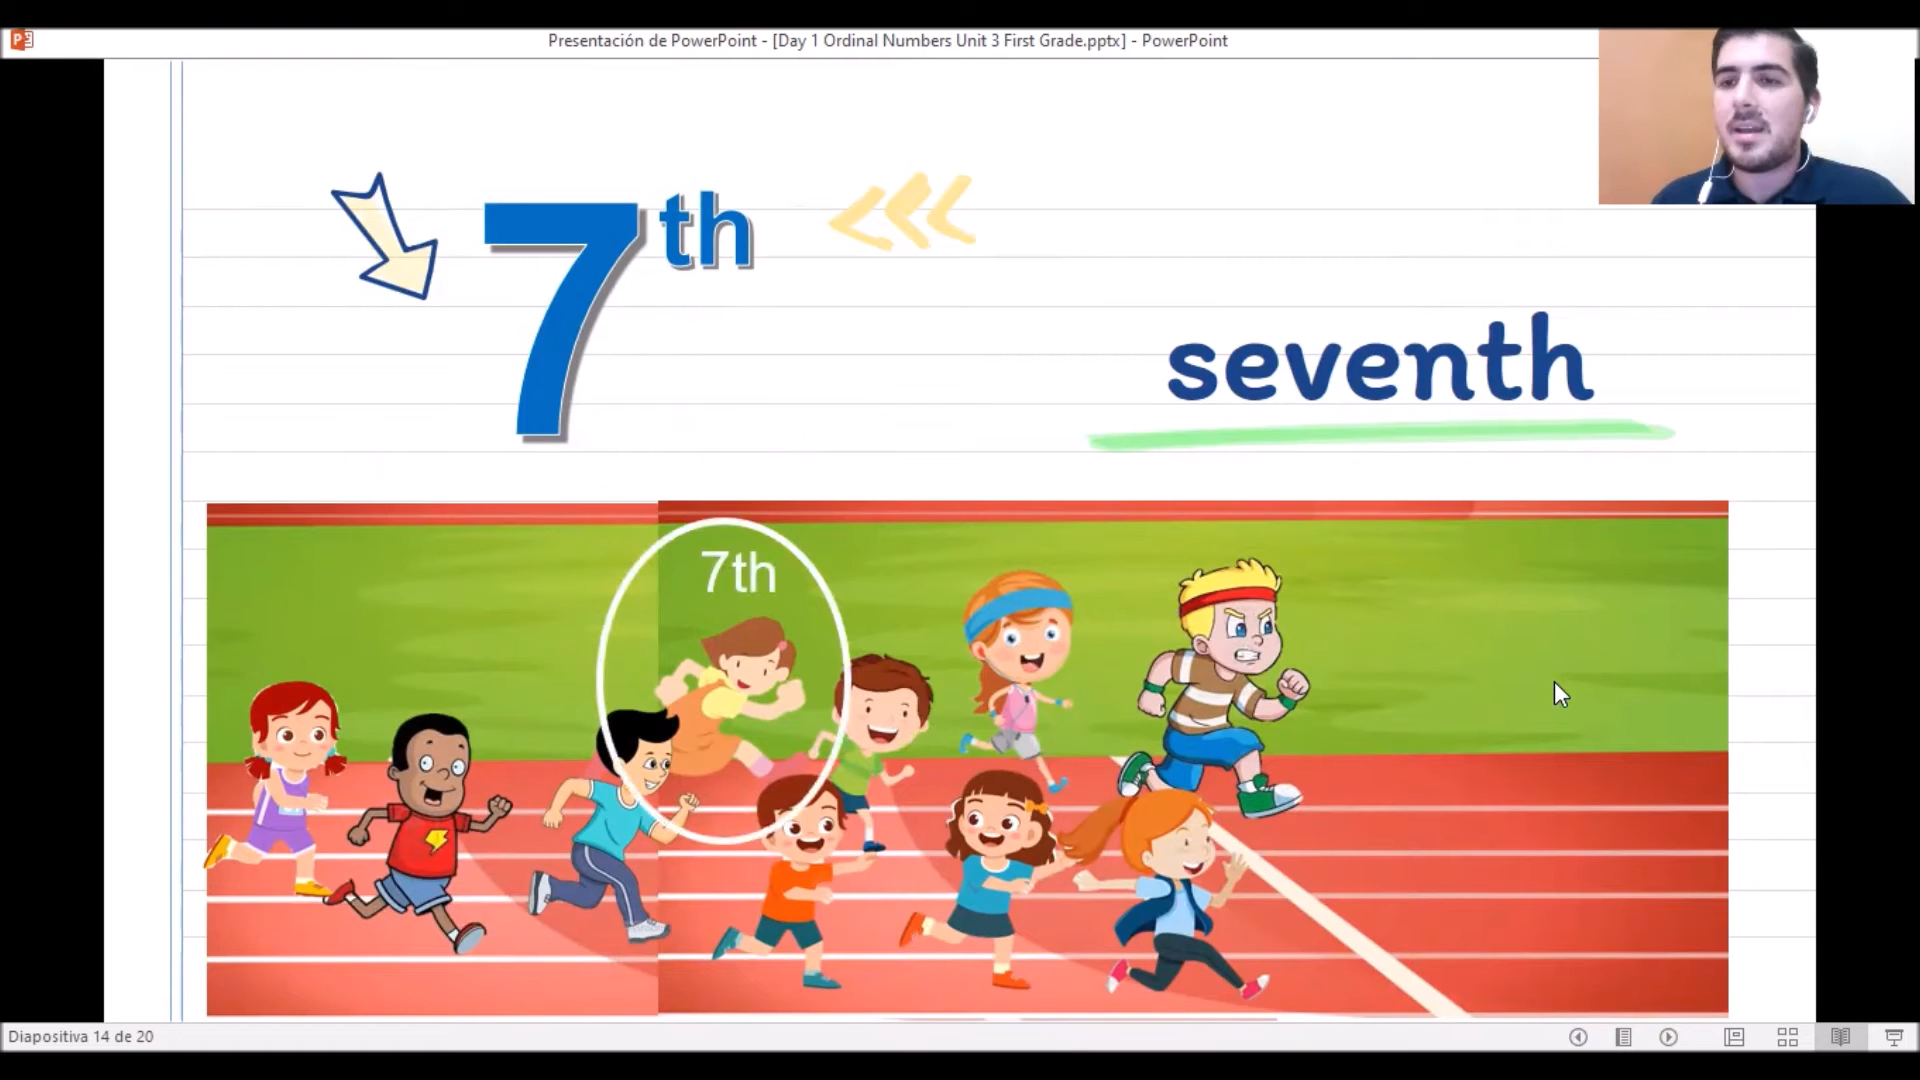 Presentación de PowerPoint - [Day 1 Ordinal Numbers Unit 3 First Grade.pptx] - PowerPoint
7th
seventh
7th
Diapositiva 14 de 20